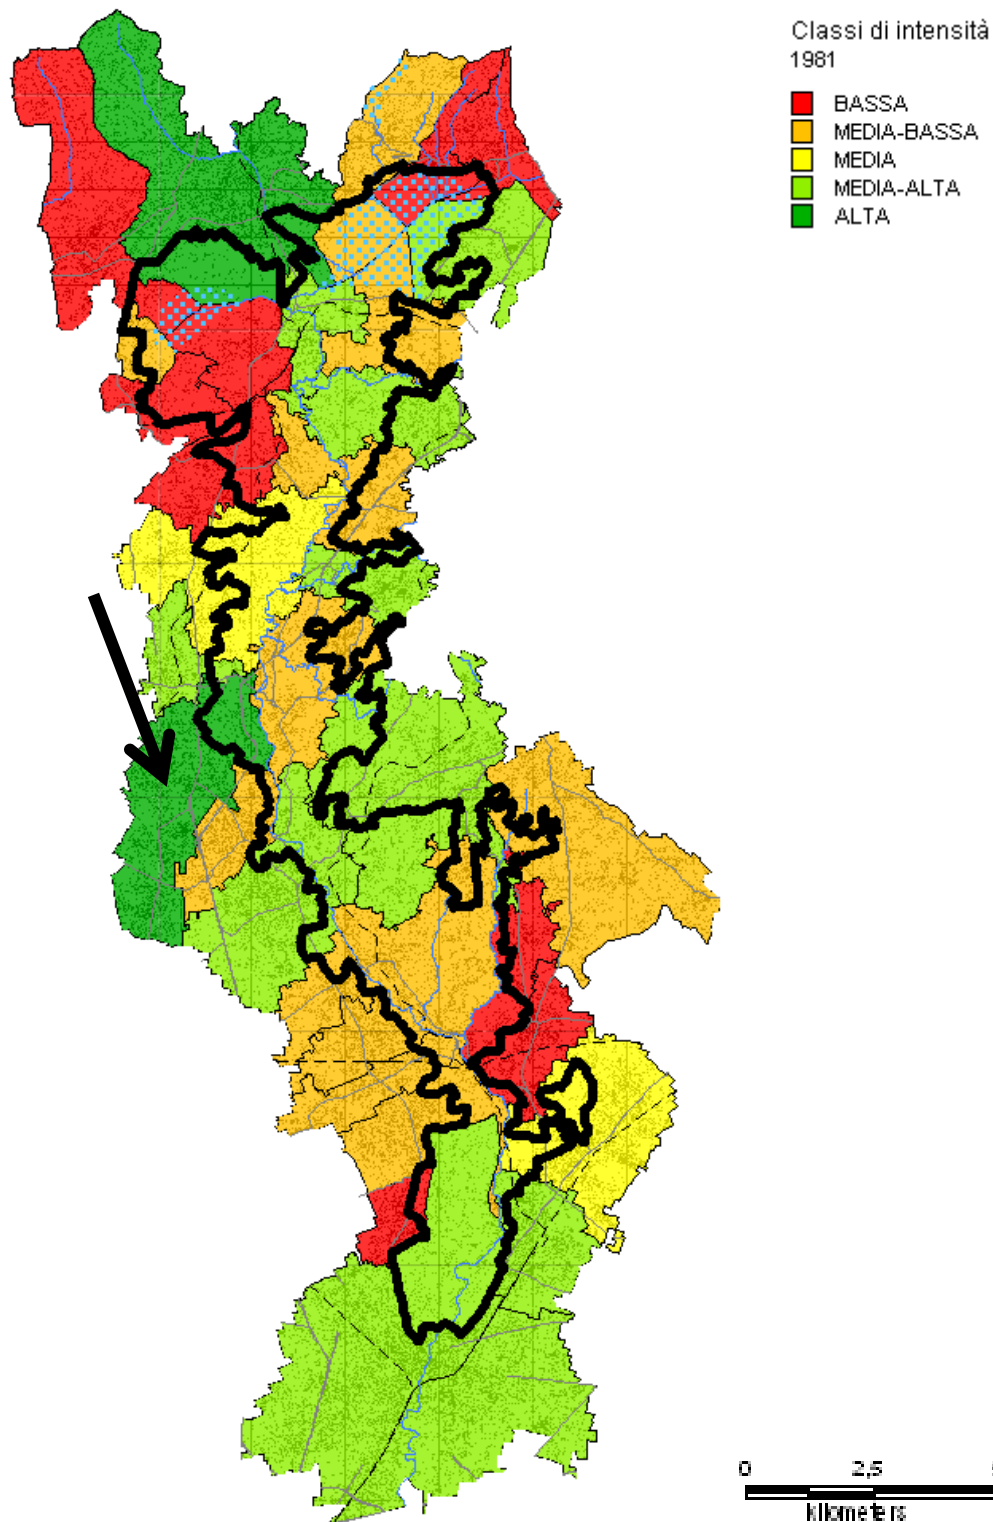 Classi di intensità
1981
BASSA
MEDIA-BASSA
MEDIA
MEDIA-ALTA
ALTA
0 2,5
kilometers